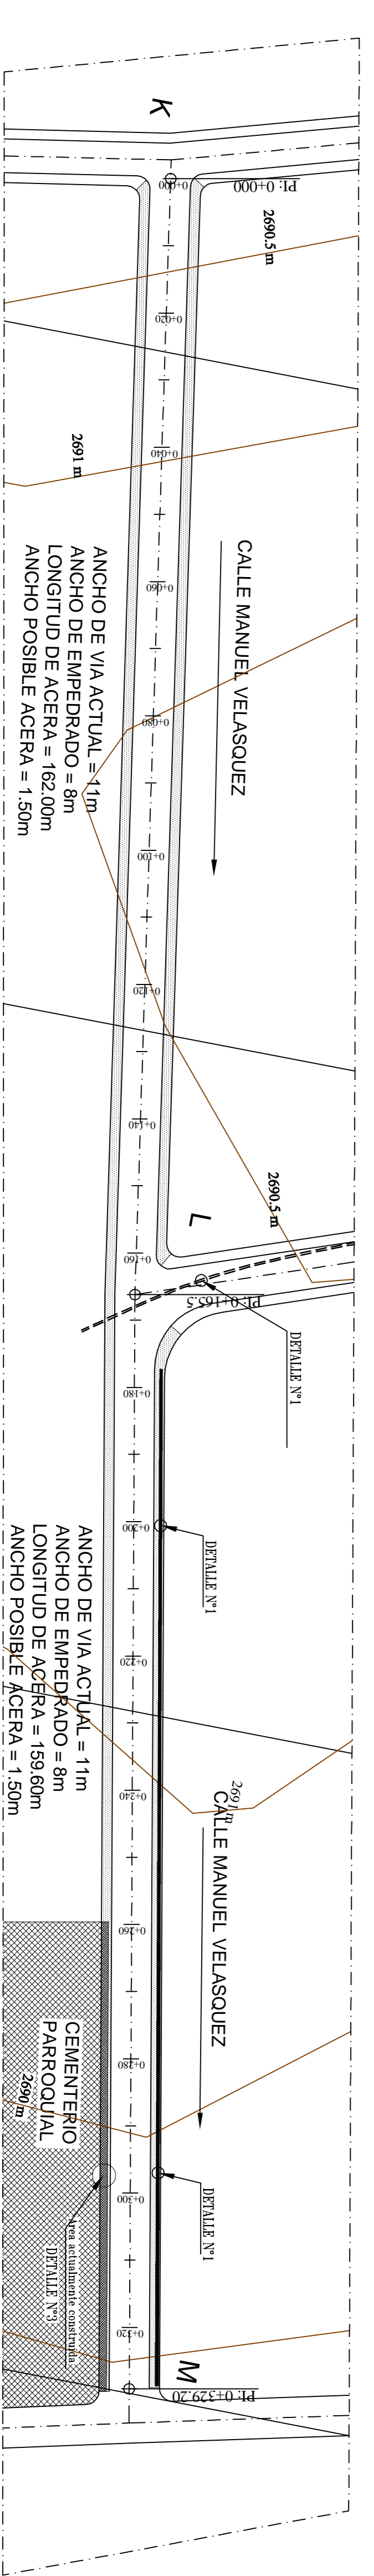 K
PI: 0+000
0+000
2690.5 m
0+020
2691 m
0+040
CALLE MANUEL VELASQUEZ
ANCHO DE VIA ACTUAL = 11m
ANCHO DE EMPEDRADO = 8m
LONGITUD DE ACERA = 162.00m
ANCHO POSIBLE ACERA = 1.50m
0+060
0+080
0+100
0+120
0+140
2690.5 m
L
0+160
PI: 0+165.5
DETALLE N°1
0+180
0+200
DETALLE N°1
ANCHO DE VIA ACTUAL = 11m
ANCHO DE EMPEDRADO = 8m
LONGITUD DE ACERA = 159.60m
ANCHO POSIBLE ACERA = 1.50m
0+220
0+240
2691 m
CALLE MANUEL VELASQUEZ
0+260
CEMENTERIO
PARROQUIAL
2690 m
0+280
DETALLE N°1
0+300
Area actualmente construida
DETALLE N°3
0+320
M
PI: 0+329.20